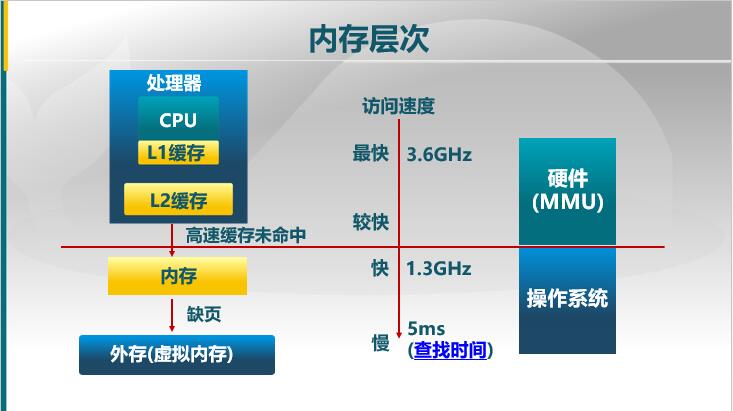 内存层次
处理器
CPU
L1缓存
L2缓存
高速缓存未命中
内存
缺页
外存(虚拟内存)
访问速度
最快 3.6GHz
较快
快 1.3GHz
慢 5ms
(查找时间)
硬件
(MMU)
操作系统